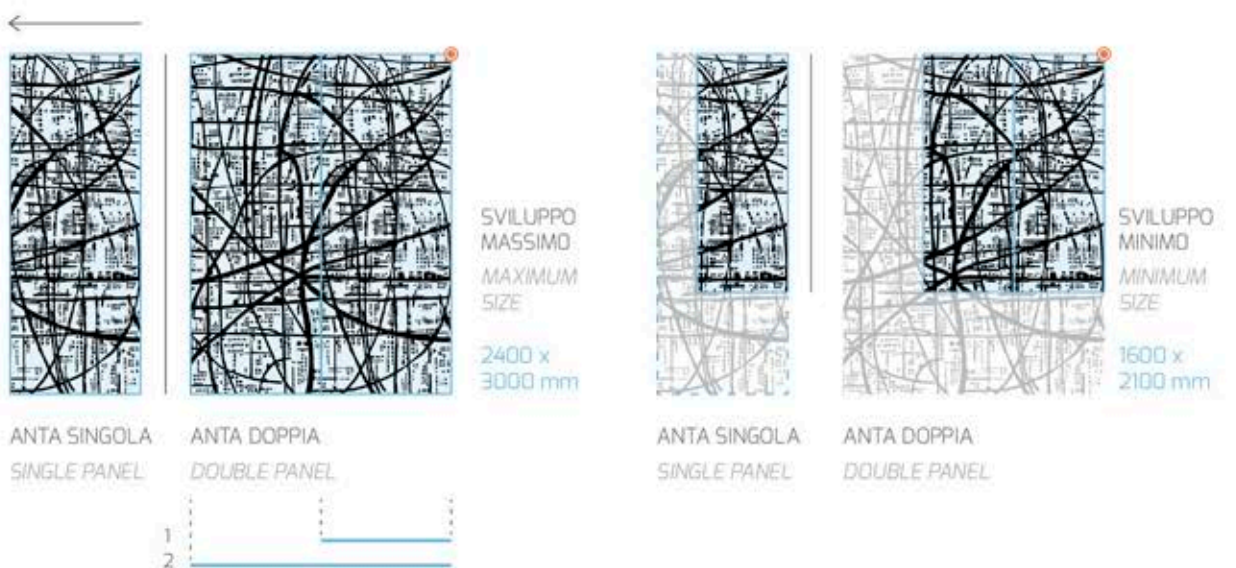 SVILUPPO
MASSIMO
MAXIMUM
SIZE
2400 x
3000 mm
SVILUPPO
MINIMO
MINIMUM
SIZE
1600 x
2100 mm
ANTA SINGOLA
ANTA DOPPIA
SINGLE PANEL
DOUBLE PANEL
ANTA SINGOLA
ANTA DOPPIA
SINGLE PANEL
DOUBLE PANEL
1
2